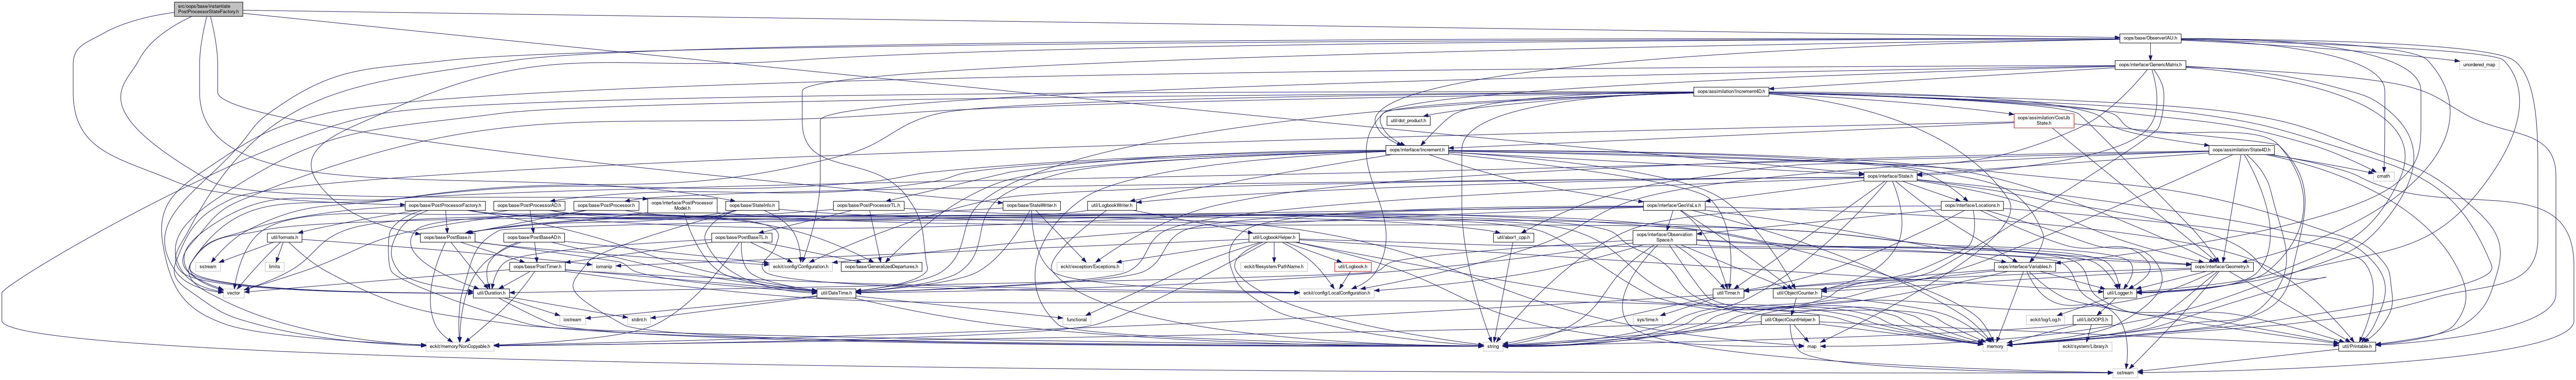 src/oops/base/instantiate
PostProcessorStateFactory.h
oops/base/ObserverIAU.h
oops/interface/GenericMatrix.h
unordered_map
oops/assimilation/Increment4D.h
util/dot_product.h
oops/assimilation/CostJb
State.h
oops/interface/Increment.h
oops/assimilation/State4D.h
oops/interface/State.h
cmath
oops/base/PostProcessorFactory.h
oops/base/PostProcessorAD.h
oops/base/PostProcessor.h
oops/interface/PostProcessor
Model.h
oops/base/StateInfo.h
oops/base/PostProcessorTL.h
oops/base/StateWriter.h
util/LogbookWriter.h
oops/interface/GeoVaLs.h
oops/interface/Locations.h
util/formats.h
oops/base/PostBase.h
oops/base/PostBaseAD.h
oops/base/PostBaseTL.h
util/LogbookHelper.h
util/abor1_cpp.h
oops/interface/Observation
Space.h
sstream
limits
iomanip
oops/base/PostTimer.h
eckit/config/Configuration.h
oops/base/GeneralizedDepartures.h
eckit/exception/Exceptions.h
eckit/filesystem/PathName.h
util/Logbook.h
oops/interface/Variables.h
oops/interface/Geometry.h
vector
util/Duration.h
util/DateTime.h
eckit/config/LocalConfiguration.h
util/Timer.h
util/ObjectCounter.h
util/Logger.h
iostream
stdint.h
functional
sys/time.h
util/ObjectCountHelper.h
eckit/log/Log.h
util/LibOOPS.h
eckit/memory/NonCopyable.h
string
map
memory
eckit/system/Library.h
util/Printable.h
ostream